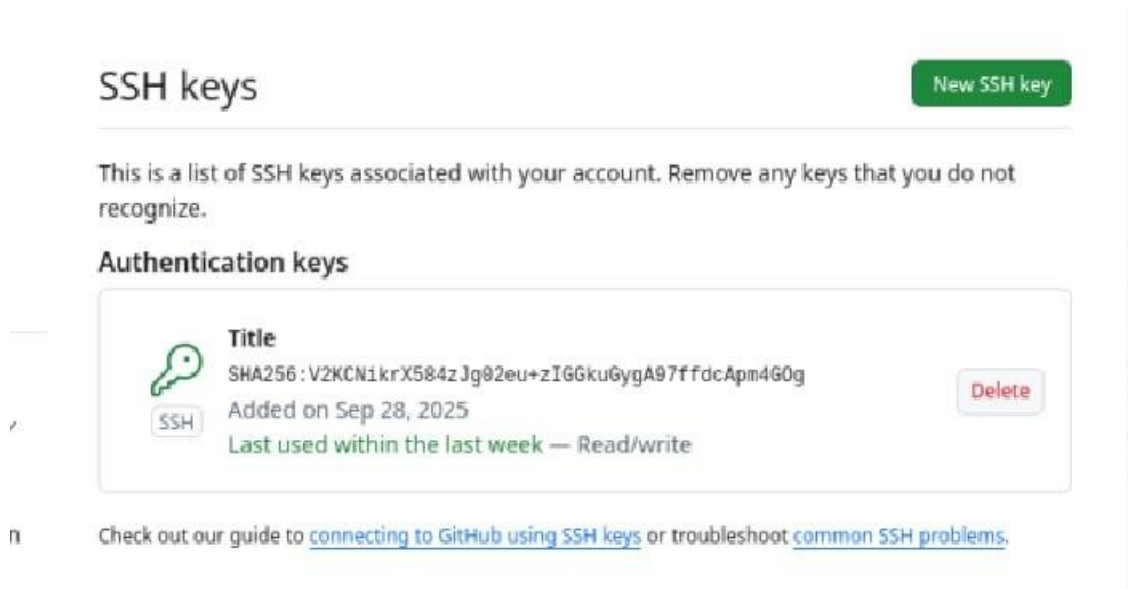 SSH keys
New SSH key
This is a list of SSH keys associated with your account. Remove any keys that you do not
recognize.
Authentication keys
Title
SHA256:V2KCNikrX584zJg02eu+zIGGkuGygA97ffdcApm4GOg
SSH
Added on Sep 28, 2025
Last used within the last week — Read/write
Delete
n
Check out our guide to connecting to GitHub using SSH keys or troubleshoot common SSH problems.